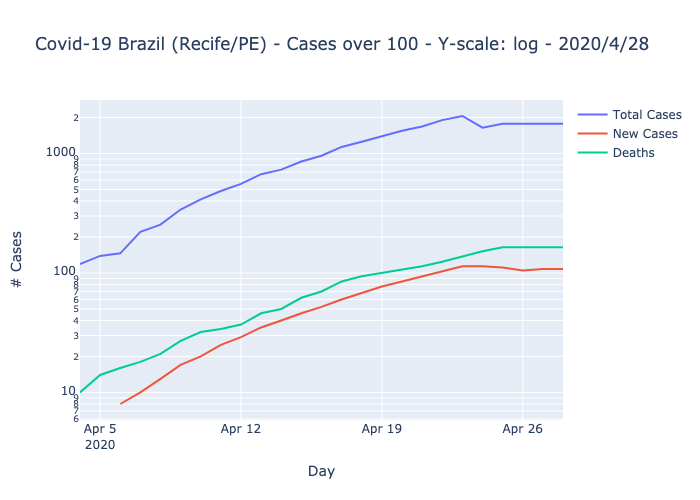 Covid-19 Brazil (Recife/PE) - Cases over 100 - Y-scale: log - 2020/4/28
Total Cases
New Cases
Deaths
2
1000
9
8
7
6
5
4
3
2
100
9
8
7
6
5
4
3
2
10
9
8
7
6
# Cases
Apr 5
2020
Apr 12
Apr 19
Apr 26
Day